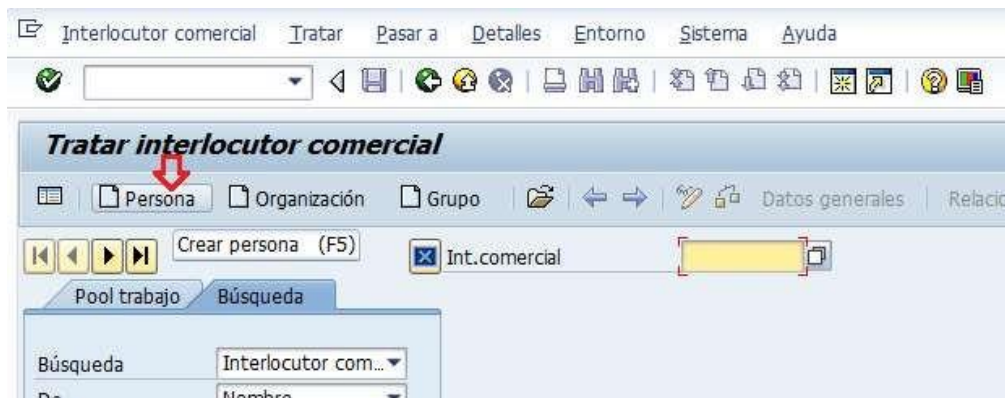 Interlocutor comercial Tratar Pasar a Detalles Entorno Sistema Ayuda
Tratar interlocutor comercial
Persona Organización Grupo Datos generales Relacio
Crear persona (F5) Int.comercial
Pool trabajo Búsqueda
Búsqueda Interlocutor com...
De Nombre